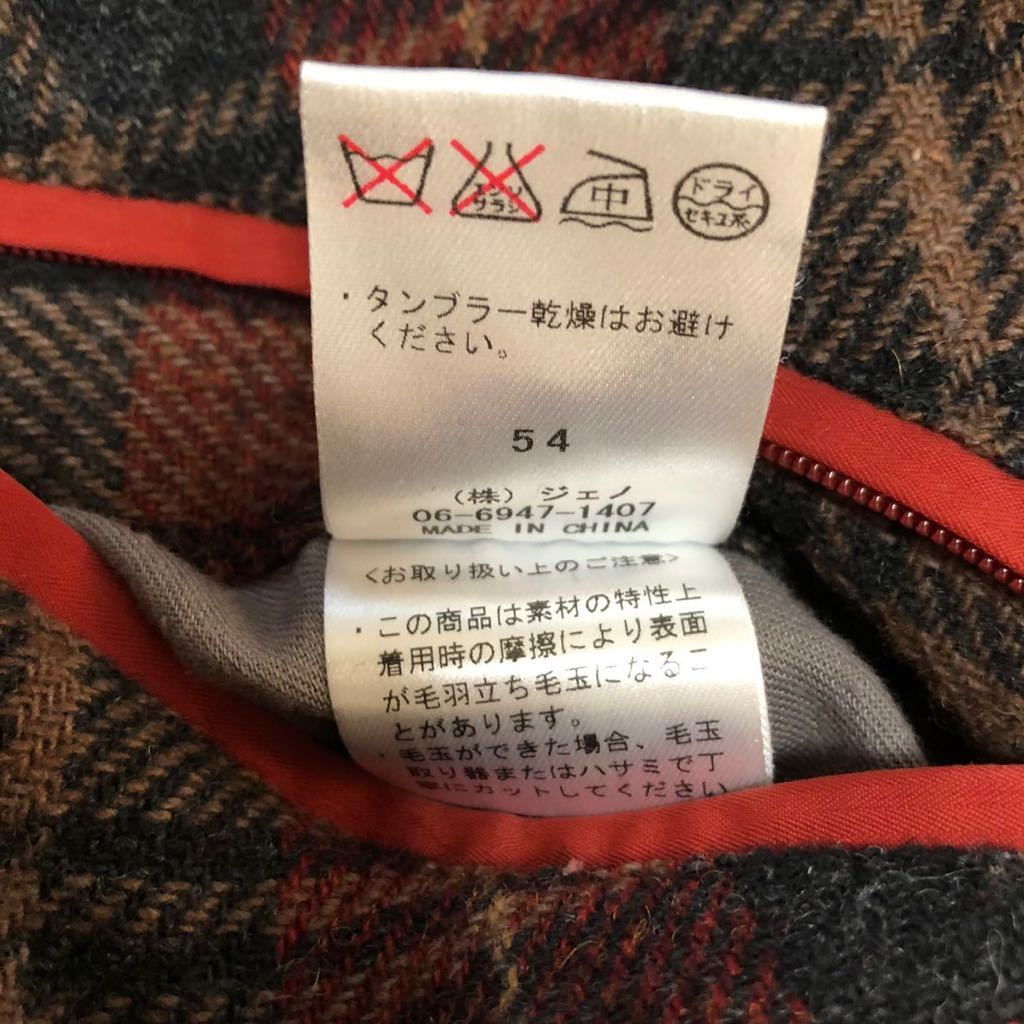 エンソ
サラシ
中
ドライ
セキユ系
・タンブラー乾燥はお避け
ください。
54
（株）ジェノ
06-6947-1407
MADE IN CHINA
<お取り扱い上のご注意>
・この商品は素材の特性上
着用時の摩擦により表面
が毛羽立ち毛玉になるこ
とがあります。
・毛玉ができた場合、毛玉
取り器またはハサミで丁
寧にカットしてください